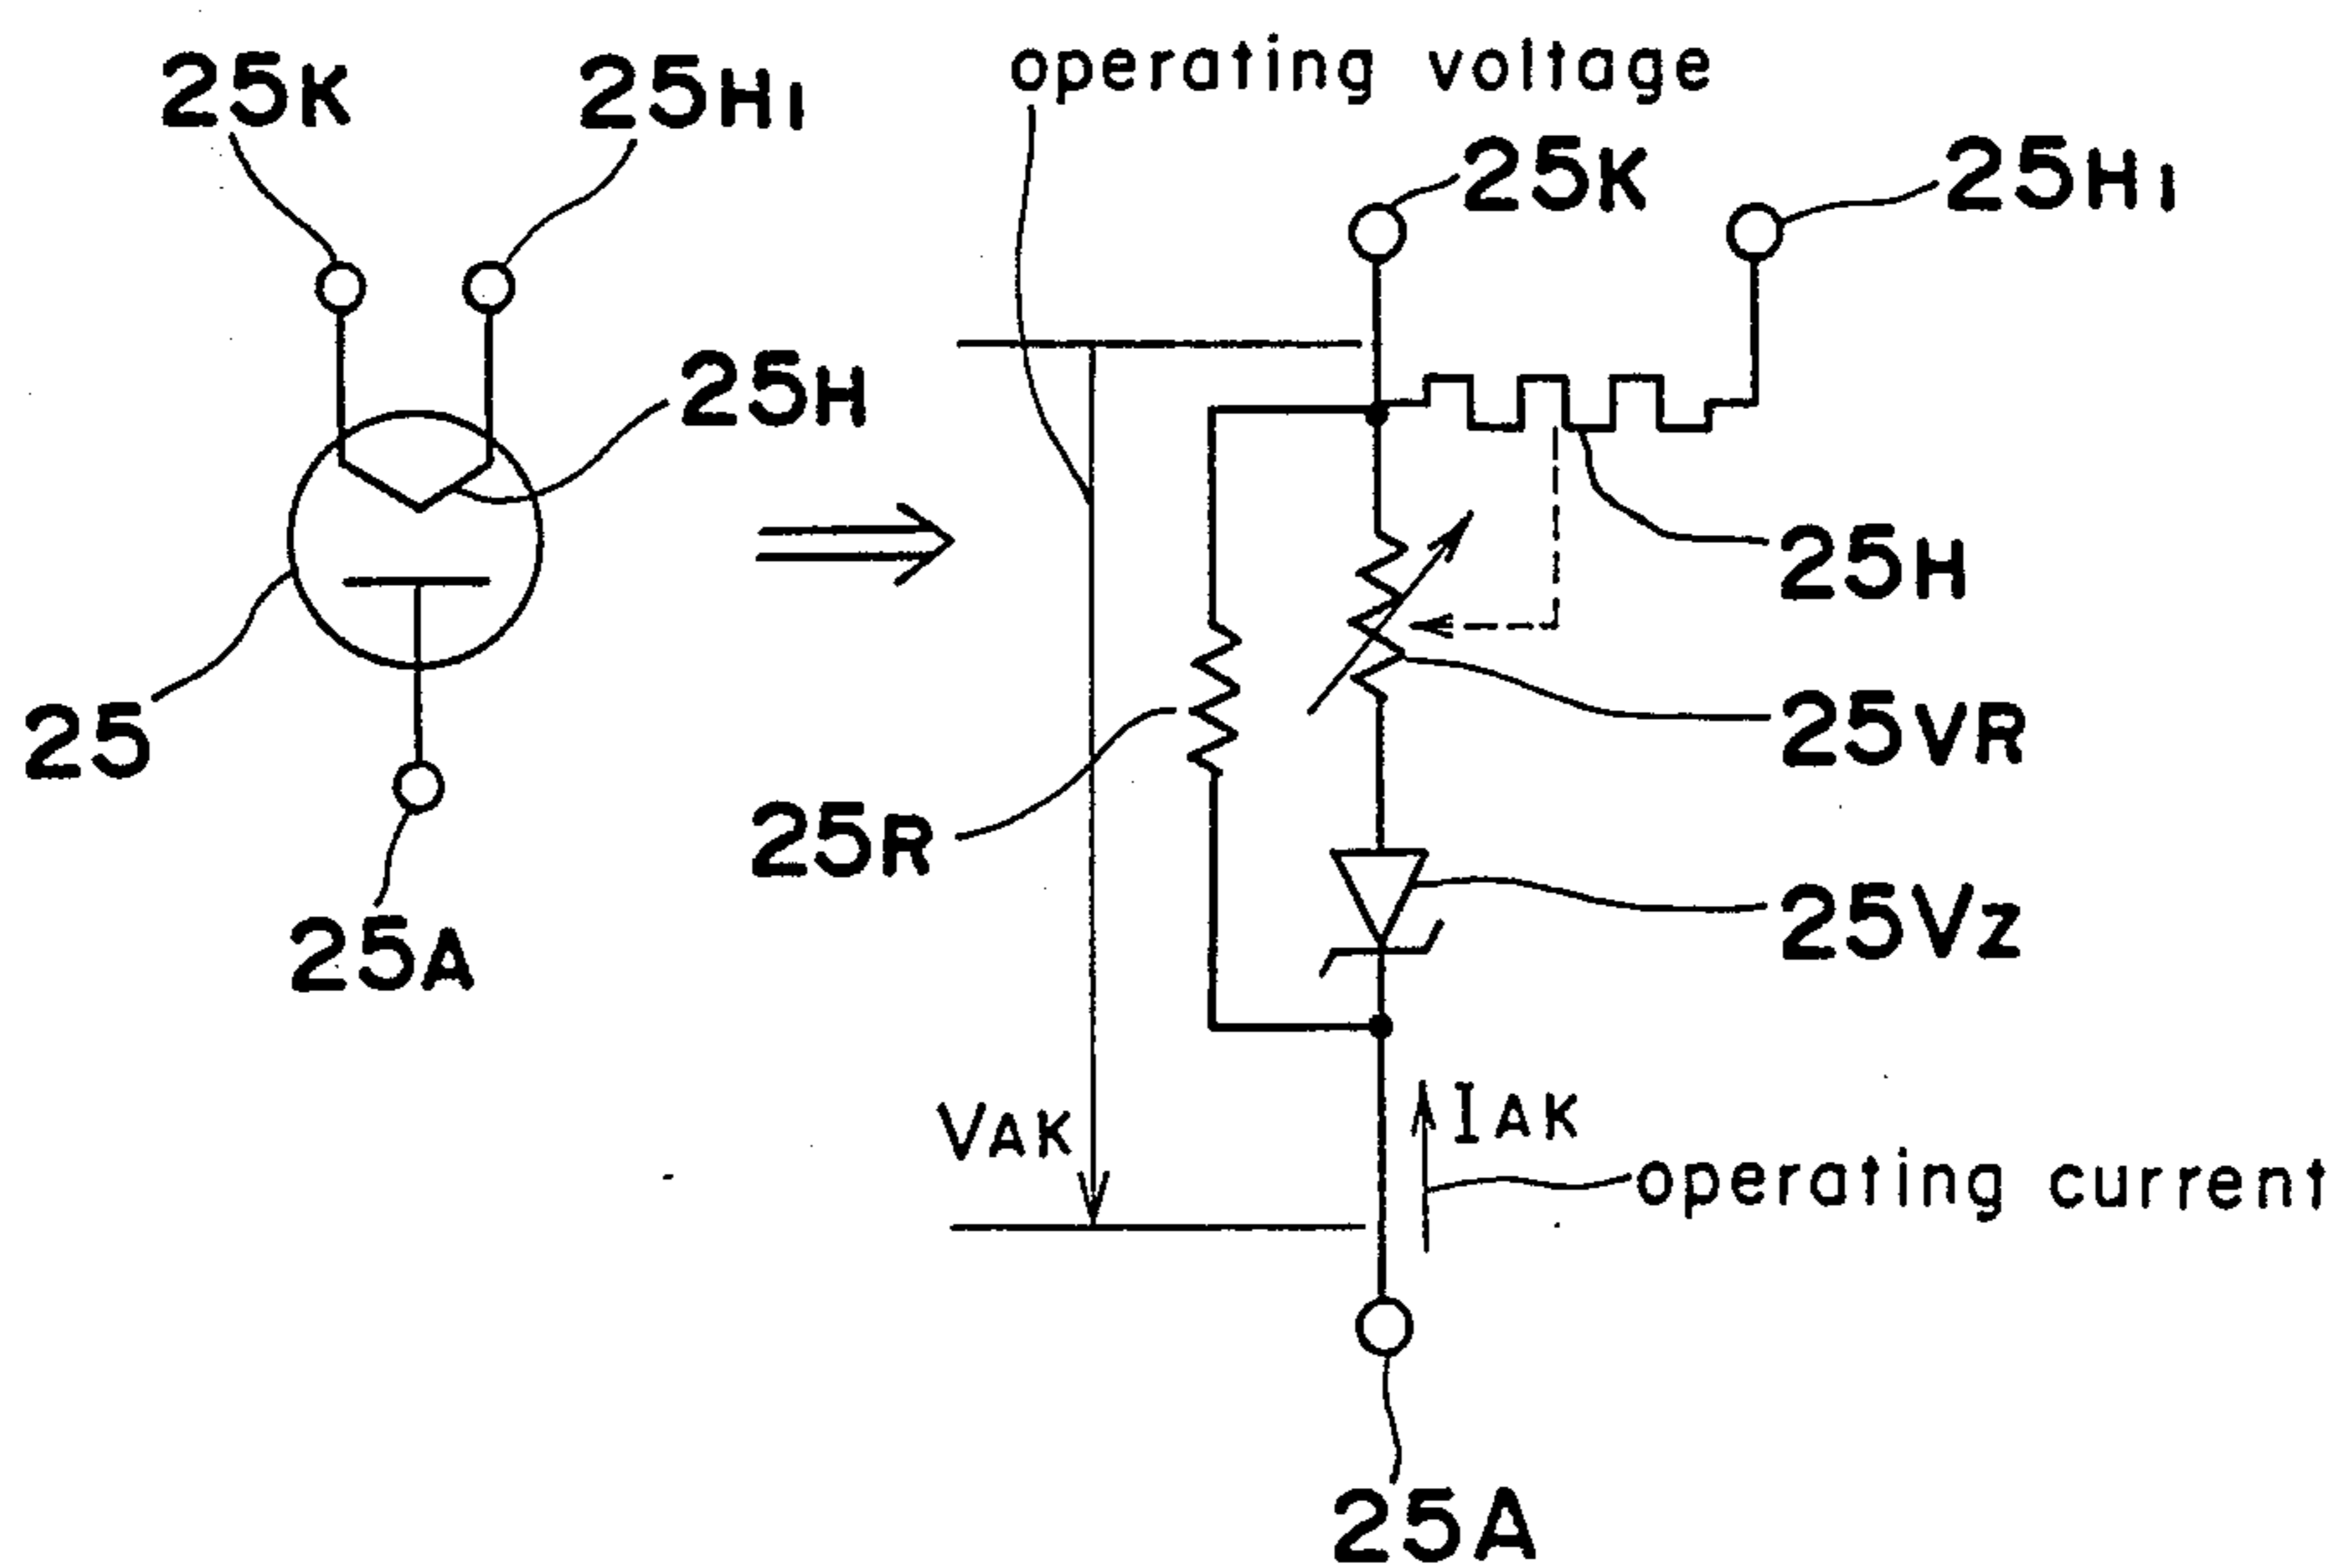 operating voltage
25K
25H1
25K
25H1
25H
25H
25
25VR
25R
25VZ
25A
VAK
IAK
operating current
25A